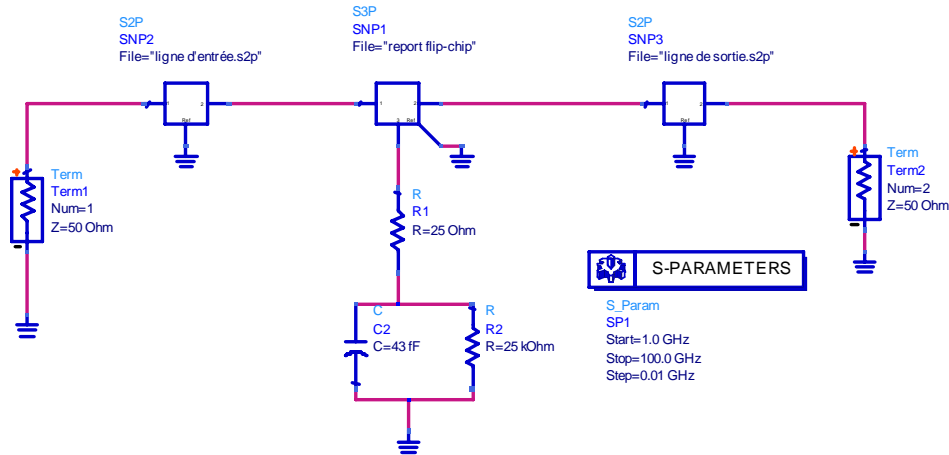 S2P
SNP2
File="ligne d'entrée.s2p"
S3P
SNP1
File="report flip-chip"
S2P
SNP3
File="ligne de sortie.s2p"
1
2
Ref
1
2
3
Ref
1
2
Ref
Term
Term1
Num=1
Z=50 Ohm
R
R1
R=25 Ohm
C
C2
C=43 fF
R
R2
R=25 kOhm
Term
Term2
Num=2
Z=50 Ohm
S-PARAMETERS
S_Param
SP1
Start=1.0 GHz
Stop=100.0 GHz
Step=0.01 GHz